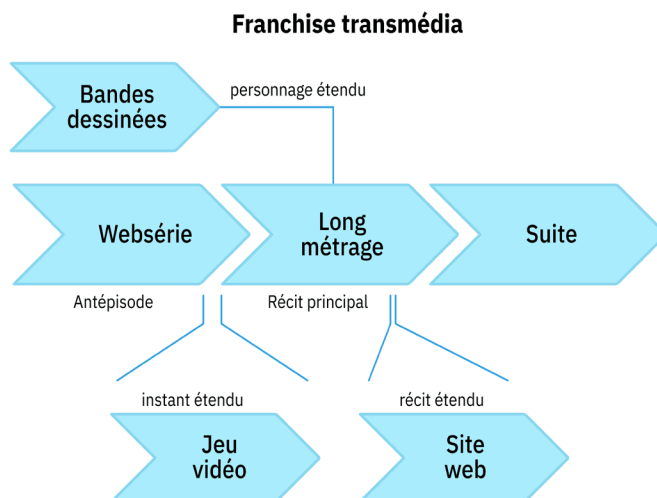 Franchise transmédia
Bandes
dessinées
personnage étendu
Websérie
Long
métrage
Suite
Antépisode
Récit principal
instant étendu
récit étendu
Jeu
vidéo
Site
web